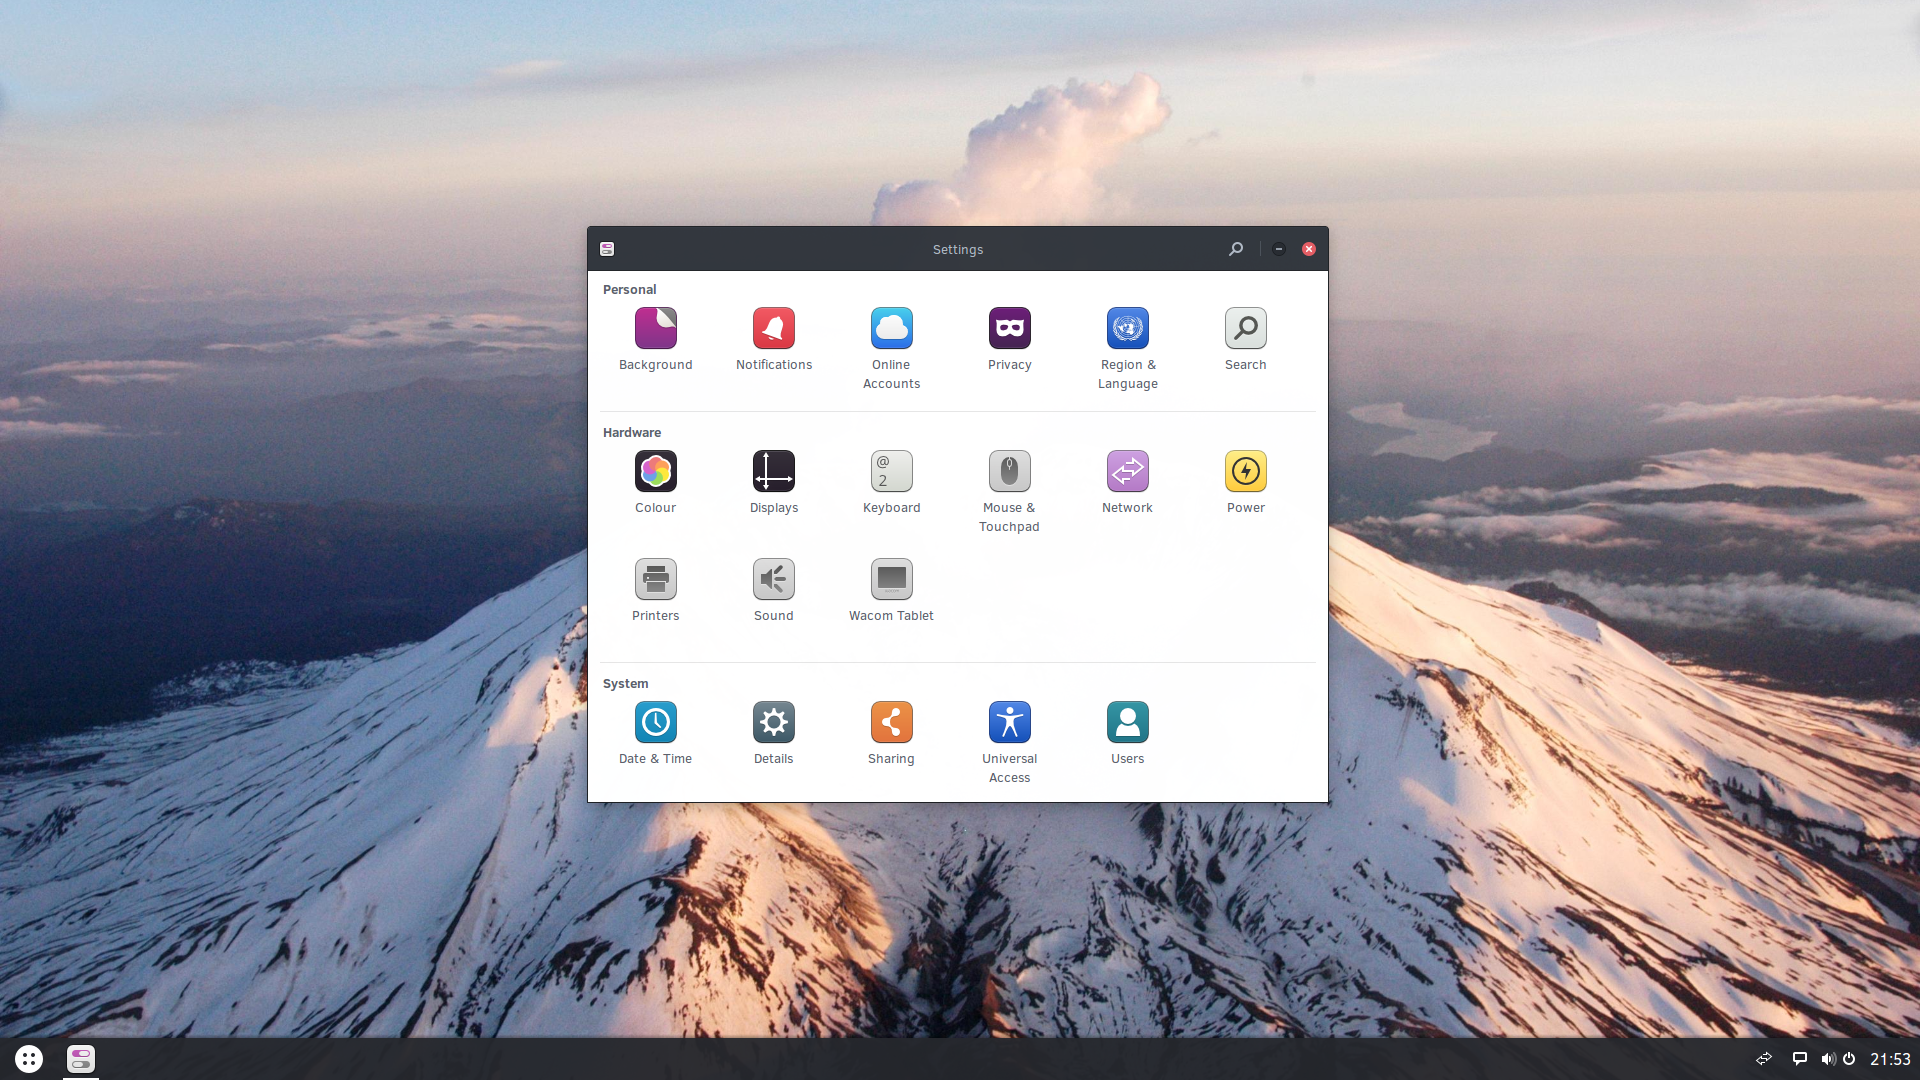 Settings
Personal
Background
Notifications
Online
Accounts
Privacy
Region &
Language
Search
Hardware
Colour
Displays
@
2
Keyboard
Mouse &
Touchpad
Network
Power
Printers
Sound
Wacom Tablet
System
Date & Time
Details
Sharing
Universal
Access
Users
21:53